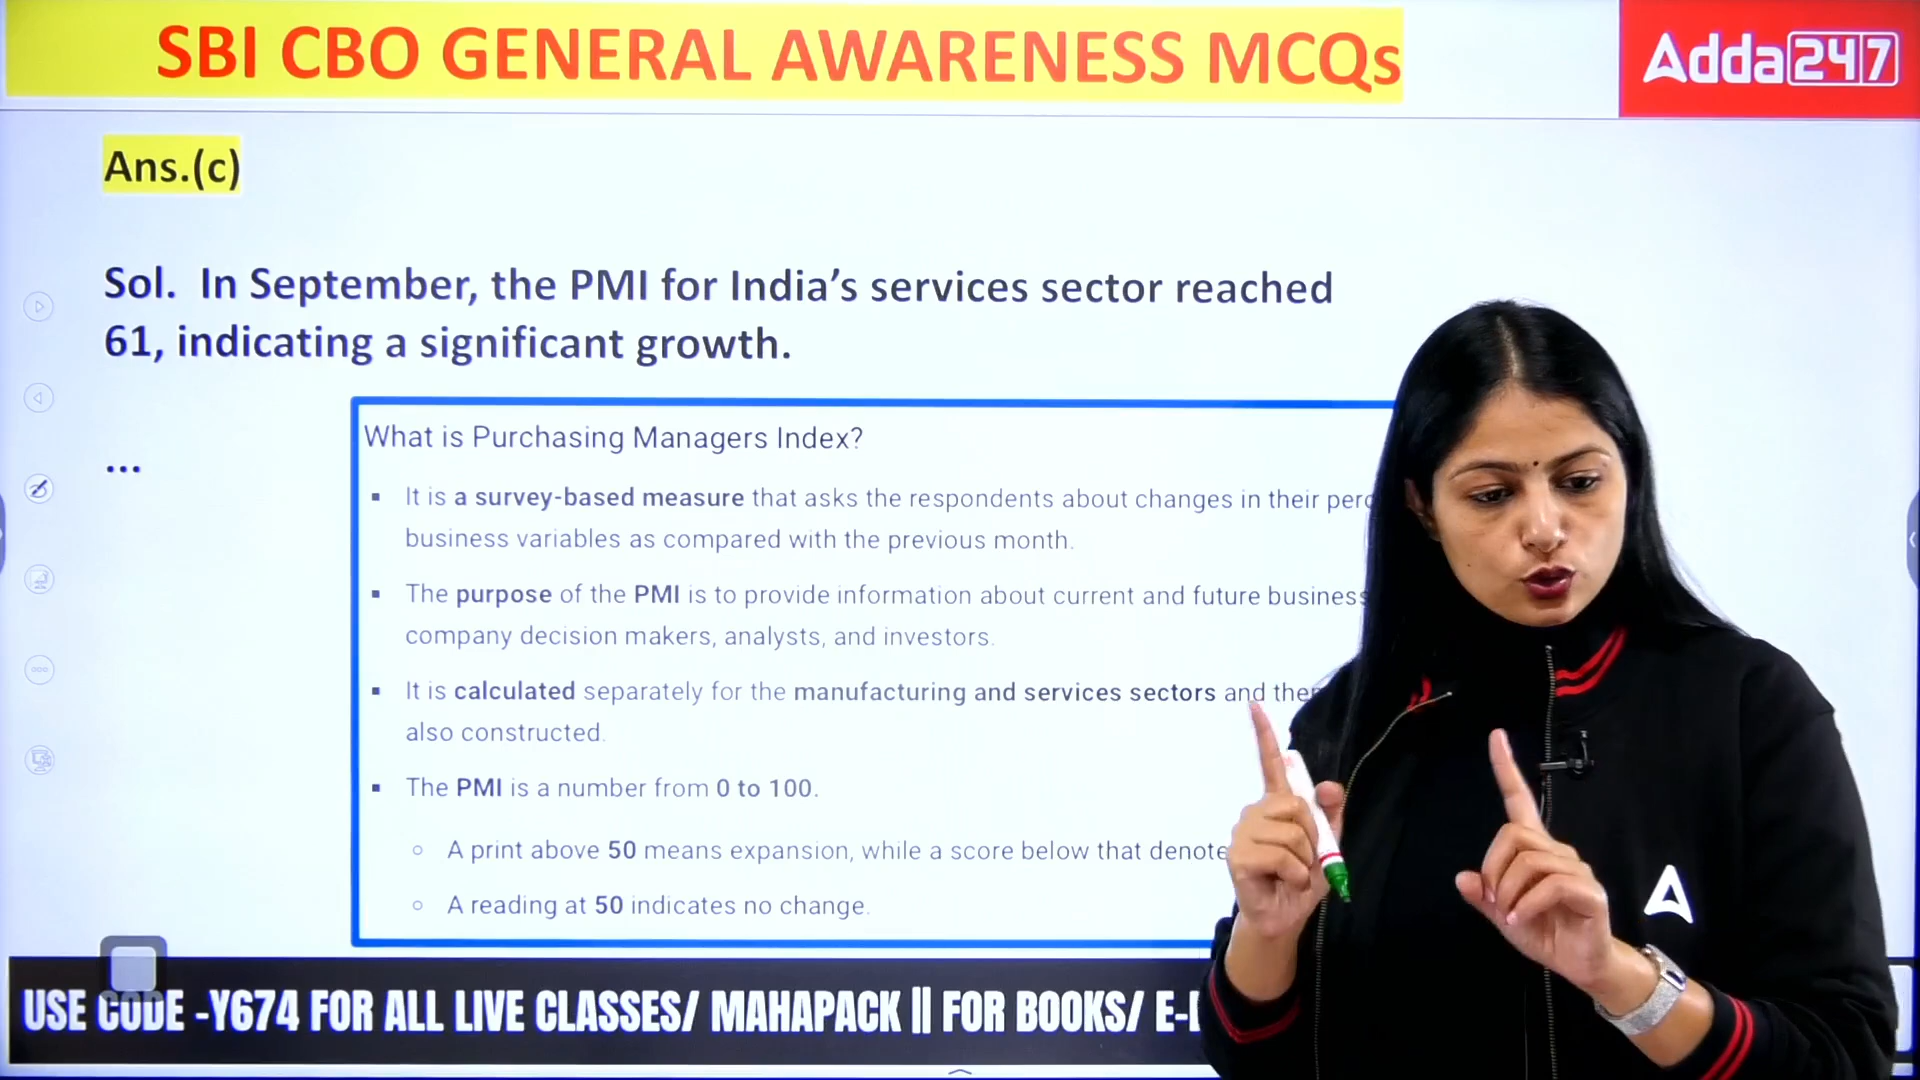 SBI CBO GENERAL AWARENESS MCQs
Adda247
Ans.(c)
Sol. In September, the PMI for India’s services sector reached
61, indicating a significant growth.
...
What is Purchasing Managers Index?
▪ It is a survey-based measure that asks the respondents about changes in their
business variables as compared with the previous month.
▪ The purpose of the PMI is to provide information about current and future business
company decision makers, analysts, and investors.
▪ It is calculated separately for the manufacturing and services sectors and
also constructed.
▪ The PMI is a number from 0 to 100.
○ A print above 50 means expansion, while a score below that
○ A reading at 50 indicates no change.
USE CODE -Y674 FOR ALL LIVE CLASSES/ MAHAPACK || FOR BOOKS/